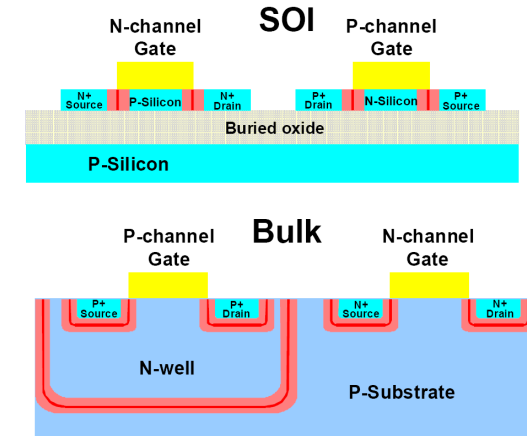 SOI
N-channel
Gate
P-channel
Gate
N+
Source
P-Silicon
N+
Drain
P+
Drain
N-Silicon
P+
Source
Buried oxide
P-Silicon
Bulk
P-channel
Gate
N-channel
Gate
P+
Source
P+
Drain
N+
Source
N+
Drain
N-well
P-Substrate